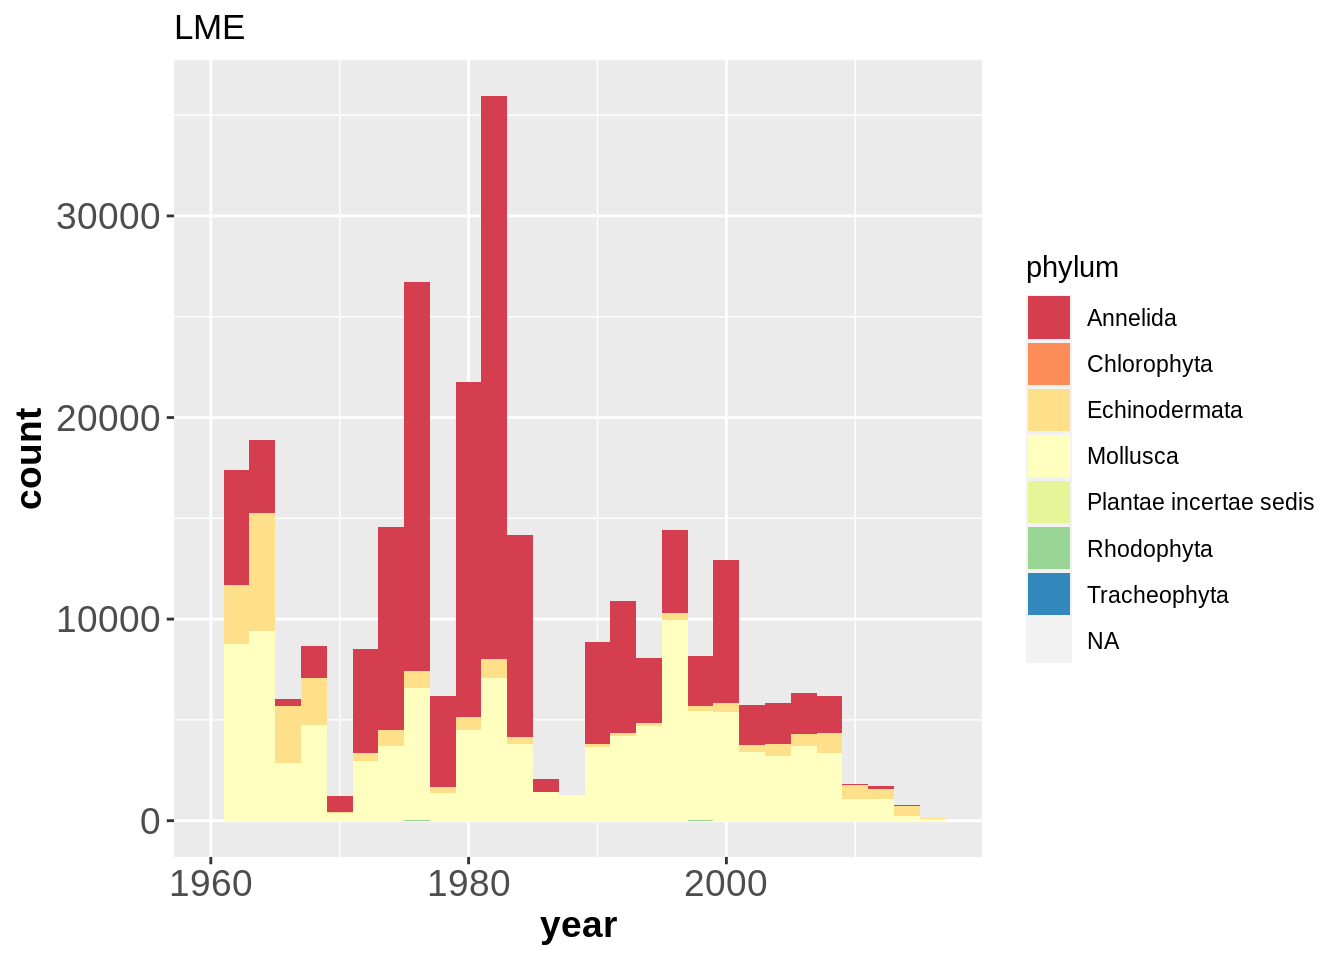 LME
30000
20000
10000
0
count
1960
1980
2000
year
phylum
Annelida
Chlorophyta
Echinodermata
Mollusca
Plantae incertae sedis
Rhodophyta
Tracheophyta
NA